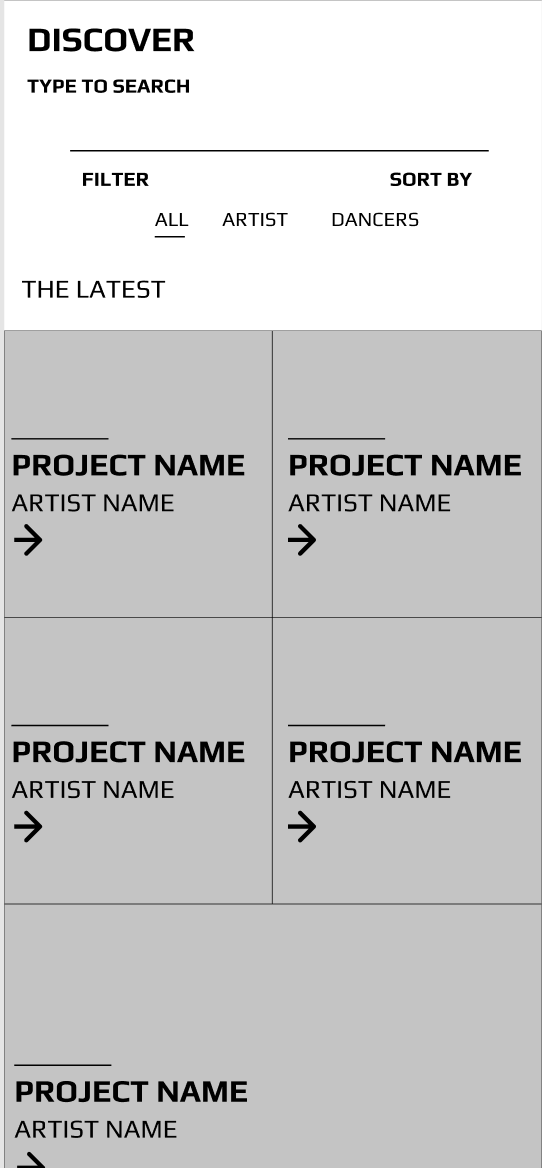 DISCOVER
TYPE TO SEARCH
FILTER SORT BY
ALL ARTIST DANCERS
THE LATEST
PROJECT NAME
ARTIST NAME
PROJECT NAME
ARTIST NAME
PROJECT NAME
ARTIST NAME
PROJECT NAME
ARTIST NAME
PROJECT NAME
ARTIST NAME